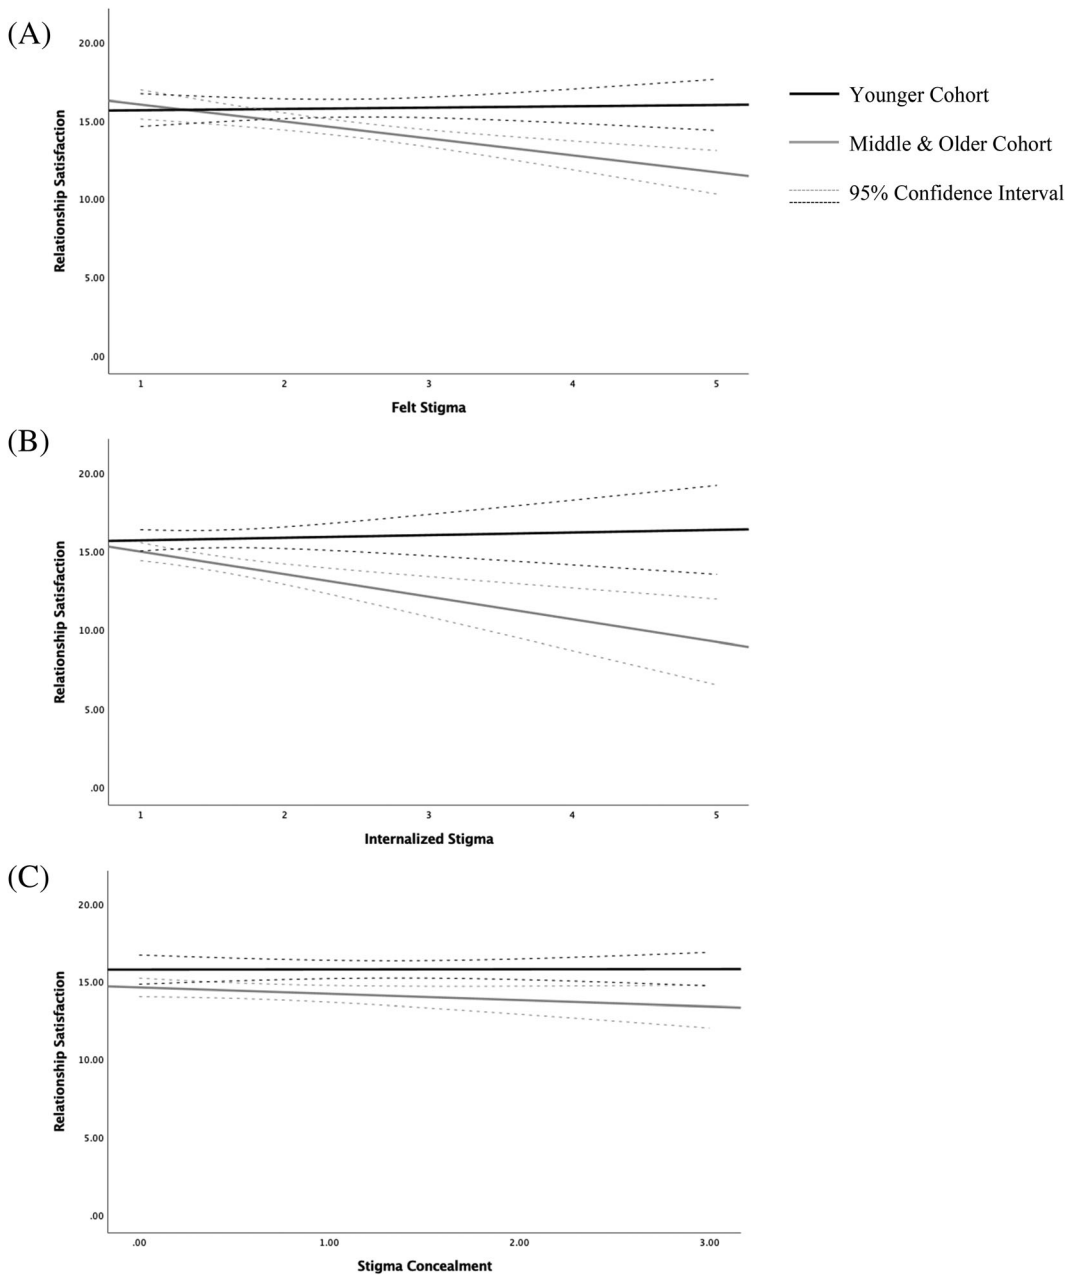 (A)
20.00
15.00
10.00
5.00
.00
Relationship Satisfaction
1 2 3 4 5
Felt Stigma
Younger Cohort
Middle & Older Cohort
95% Confidence Interval
(B)
20.00
15.00
10.00
5.00
.00
Relationship Satisfaction
1 2 3 4 5
Internalized Stigma
(C)
20.00
15.00
10.00
5.00
.00
Relationship Satisfaction
.00 1.00 2.00 3.00
Stigma Concealment